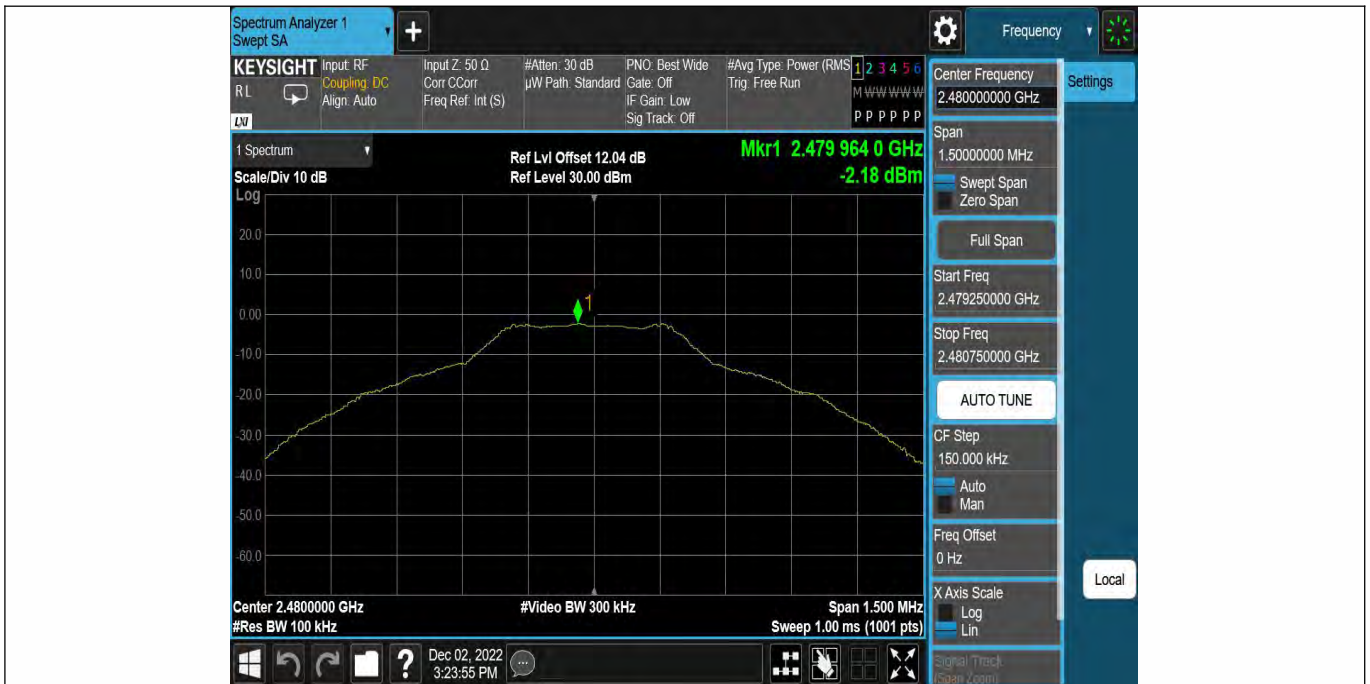 Spectrum Analyzer 1
Swept SA
Frequency
KEYSIGHT
R L
LXI
Input: RF
Coupling: DC
Align: Auto
Input Z: 50 Ω
Corr CCorr
Freq Ref: Int (S)
#Atten: 30 dB
µW Path: Standard
PNO: Best Wide
Gate: Off
IF Gain: Low
Sig Track: Off
#Avg Type: Power (RMS
Trig: Free Run
1 2 3 4 5 6
M W W W W W
P P P P P P
1 Spectrum
Scale/Div 10 dB
Log
Ref Lvl Offset 12.04 dB
Ref Level 30.00 dBm
Mkr1 2.479 964 0 GHz
-2.18 dBm
20.0
10.0
0.00
-10.0
-20.0
-30.0
-40.0
-50.0
-60.0
1
Center 2.4800000 GHz
#Res BW 100 kHz
#Video BW 300 kHz
Span 1.500 MHz
Sweep 1.00 ms (1001 pts)
Center Frequency
2.480000000 GHz
Settings
Span
1.50000000 MHz
Swept Span
Zero Span
Full Span
Start Freq
2.479250000 GHz
Stop Freq
2.480750000 GHz
AUTO TUNE
CF Step
150.000 kHz
Auto
Man
Freq Offset
0 Hz
X Axis Scale
Log
Lin
Local
Signal Track
(Span Zoom)
?
Dec 02, 2022
3:23:55 PM